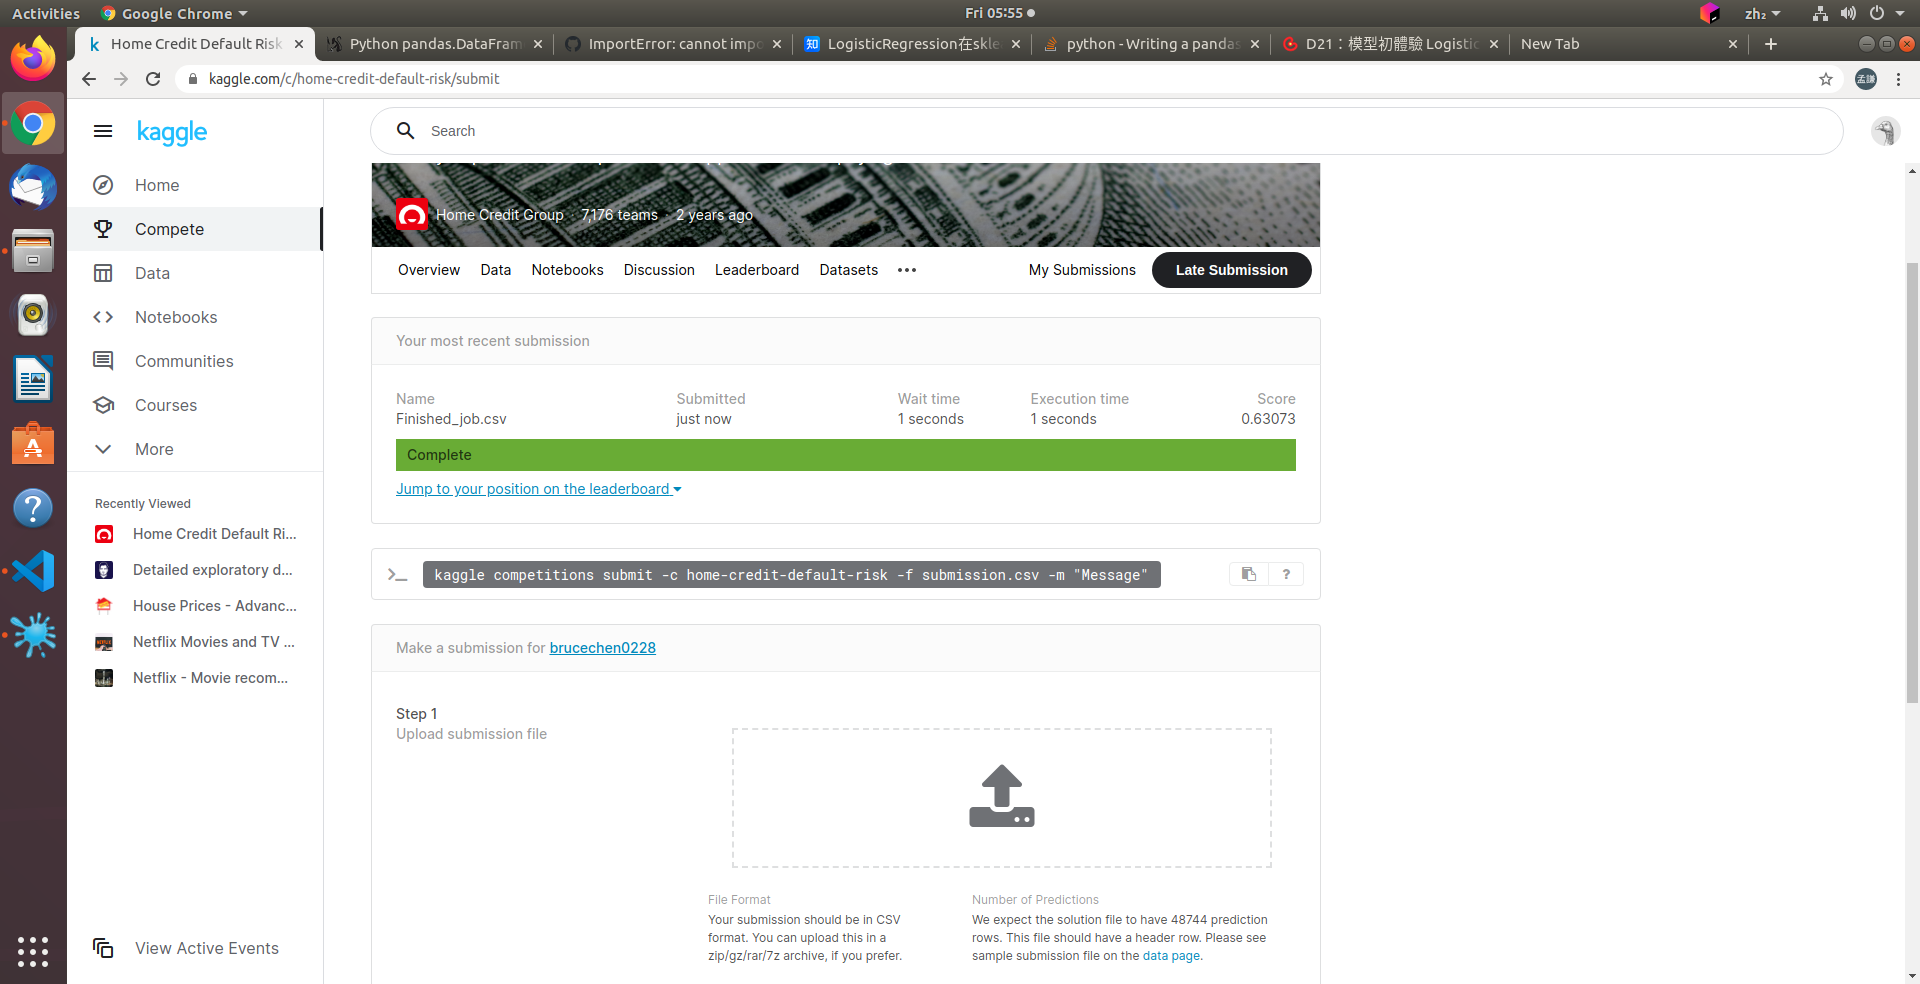 Activities
Google Chrome
Fri 05:55
zh₂
Home Credit Default Risk
Python pandas.DataFram
ImportError: cannot impo
LogisticRegression在skle
python - Writing a pandas
D21：模型初體驗 Logistic
New Tab
kaggle.com/c/home-credit-default-risk/submit
孟謙
kaggle
Search
Home
Compete
Data
Notebooks
Communities
Courses
More
Recently Viewed
Home Credit Default Ri...
Detailed exploratory d...
House Prices - Advanc...
Netflix Movies and TV ...
Netflix - Movie recom...
View Active Events
Home Credit Group · 7,176 teams · 2 years ago
Overview
Data
Notebooks
Discussion
Leaderboard
Datasets
My Submissions
Late Submission
Your most recent submission
Name
Submitted
Wait time
Execution time
Score
Finished_job.csv
just now
1 seconds
1 seconds
0.63073
Complete
Jump to your position on the leaderboard
kaggle competitions submit -c home-credit-default-risk -f submission.csv -m "Message"
?
Make a submission for brucechen0228
Step 1
Upload submission file
File Format
Your submission should be in CSV
format. You can upload this in a
zip/gz/rar/7z archive, if you prefer.
Number of Predictions
We expect the solution file to have 48744 prediction
rows. This file should have a header row. Please see
sample submission file on the data page.